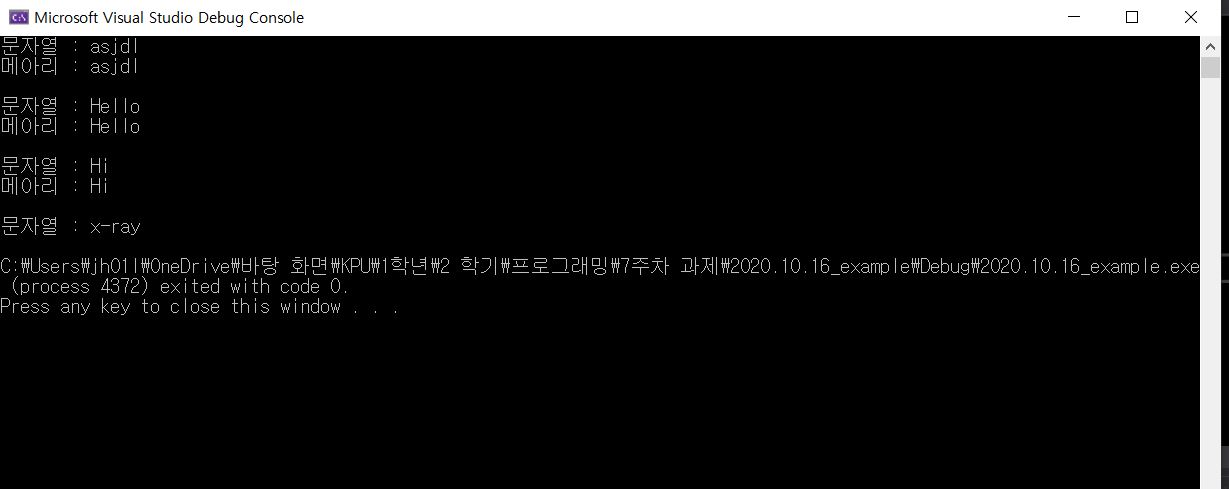 Microsoft Visual Studio Debug Console
문자열 : asjdl
메아리 : asjdl
문자열 : Hello
메아리 : Hello
문자열 : Hi
메아리 : Hi
문자열 : x-ray
C:₩Users₩jh01l₩OneDrive₩바탕 화면₩KPU₩1학년₩2 학기₩프로그래밍₩7주차 과제₩2020.10.16_example₩Debug₩2020.10.16_example.exe
(process 4372) exited with code 0.
Press any key to close this window . . .